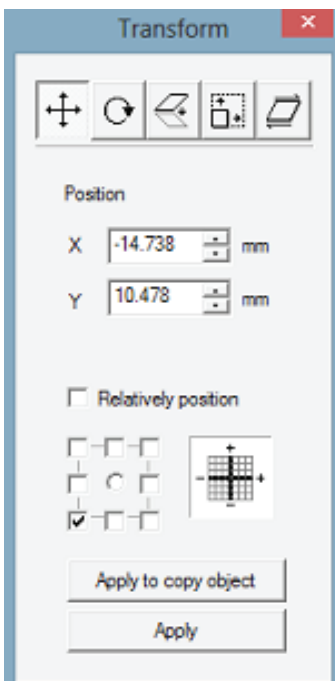 Transform
Position
X -14.738 mm
Y 10.478 mm
Relatively position
Apply to copy object
Apply